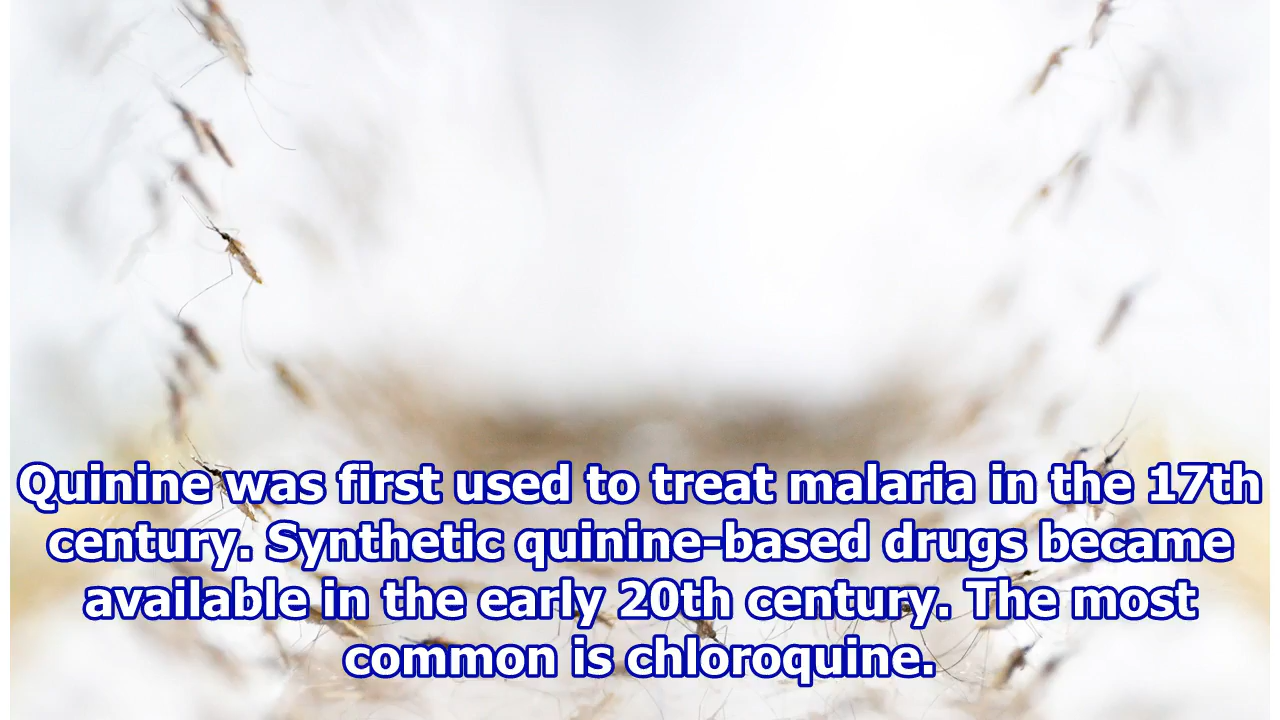 Quinine was first used to treat malaria in the 17th
century. Synthetic quinine-based drugs became
available in the early 20th century. The most
common is chloroquine.